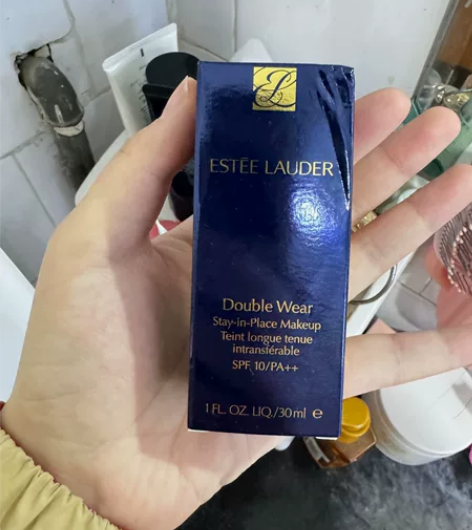 ESTĒE LAUDER
Double Wear
Stay-in-Place Makeup
Teint longue tenue
intransférable
SPF 10/PA++
1 FL. OZ. LIQ./30ml ℮